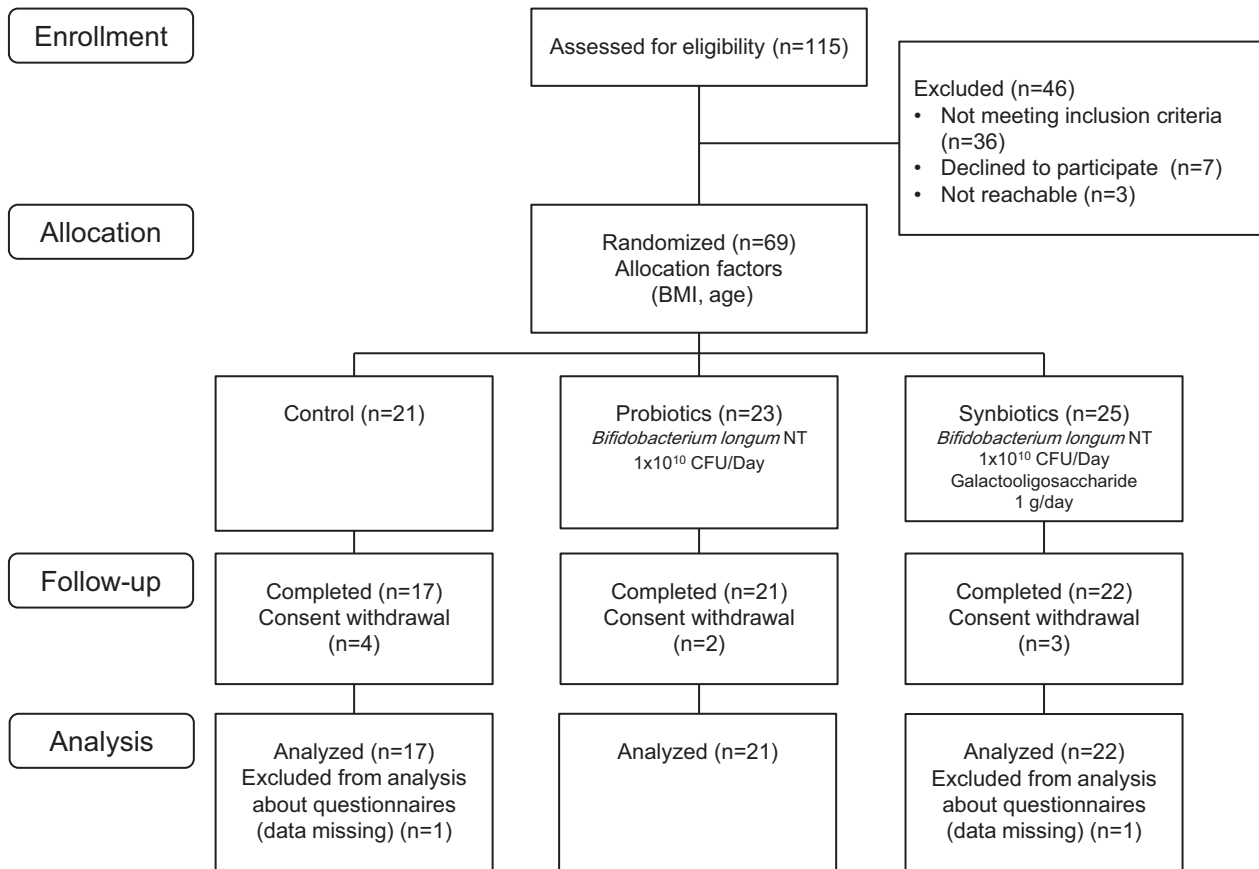 Enrollment
Assessed for eligibility (n=115)
Excluded (n=46)
• Not meeting inclusion criteria
(n=36)
• Declined to participate (n=7)
• Not reachable (n=3)
Allocation
Randomized (n=69)
Allocation factors
(BMI, age)
Control (n=21)
Probiotics (n=23)
Bifidobacterium longum NT
1x10¹⁰ CFU/Day
Synbiotics (n=25)
Bifidobacterium longum NT
1x10¹⁰ CFU/Day
Galactooligosaccharide
1 g/day
Follow-up
Completed (n=17)
Consent withdrawal
(n=4)
Completed (n=21)
Consent withdrawal
(n=2)
Completed (n=22)
Consent withdrawal
(n=3)
Analysis
Analyzed (n=17)
Excluded from analysis
about questionnaires
(data missing) (n=1)
Analyzed (n=21)
Analyzed (n=22)
Excluded from analysis
about questionnaires
(data missing) (n=1)